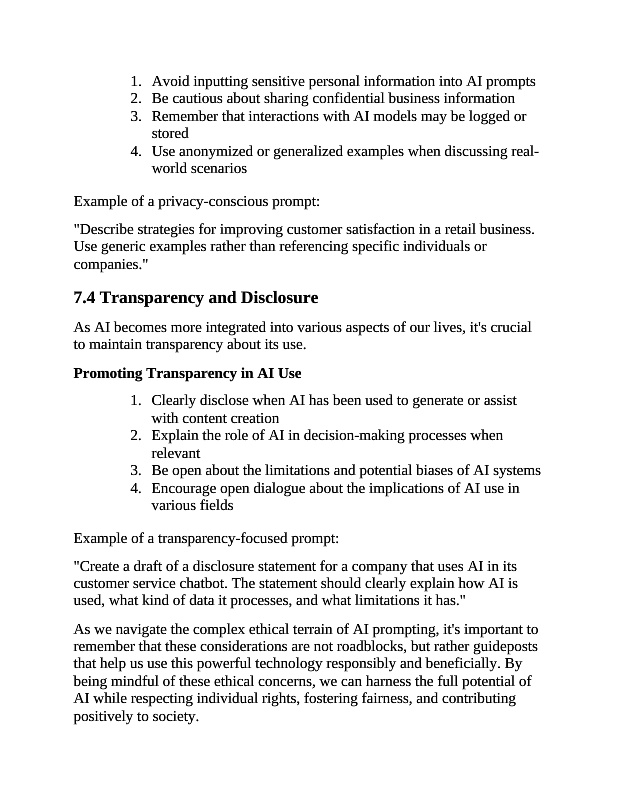 1. Avoid inputting sensitive personal information into AI prompts
2. Be cautious about sharing confidential business information
3. Remember that interactions with AI models may be logged or
stored
4. Use anonymized or generalized examples when discussing real-
world scenarios
Example of a privacy-conscious prompt:
"Describe strategies for improving customer satisfaction in a retail business.
Use generic examples rather than referencing specific individuals or
companies."
7.4 Transparency and Disclosure
As AI becomes more integrated into various aspects of our lives, it's crucial
to maintain transparency about its use.
Promoting Transparency in AI Use
1. Clearly disclose when AI has been used to generate or assist
with content creation
2. Explain the role of AI in decision-making processes when
relevant
3. Be open about the limitations and potential biases of AI systems
4. Encourage open dialogue about the implications of AI use in
various fields
Example of a transparency-focused prompt:
"Create a draft of a disclosure statement for a company that uses AI in its
customer service chatbot. The statement should clearly explain how AI is
used, what kind of data it processes, and what limitations it has."
As we navigate the complex ethical terrain of AI prompting, it's important to
remember that these considerations are not roadblocks, but rather guideposts
that help us use this powerful technology responsibly and beneficially. By
being mindful of these ethical concerns, we can harness the full potential of
AI while respecting individual rights, fostering fairness, and contributing
positively to society.